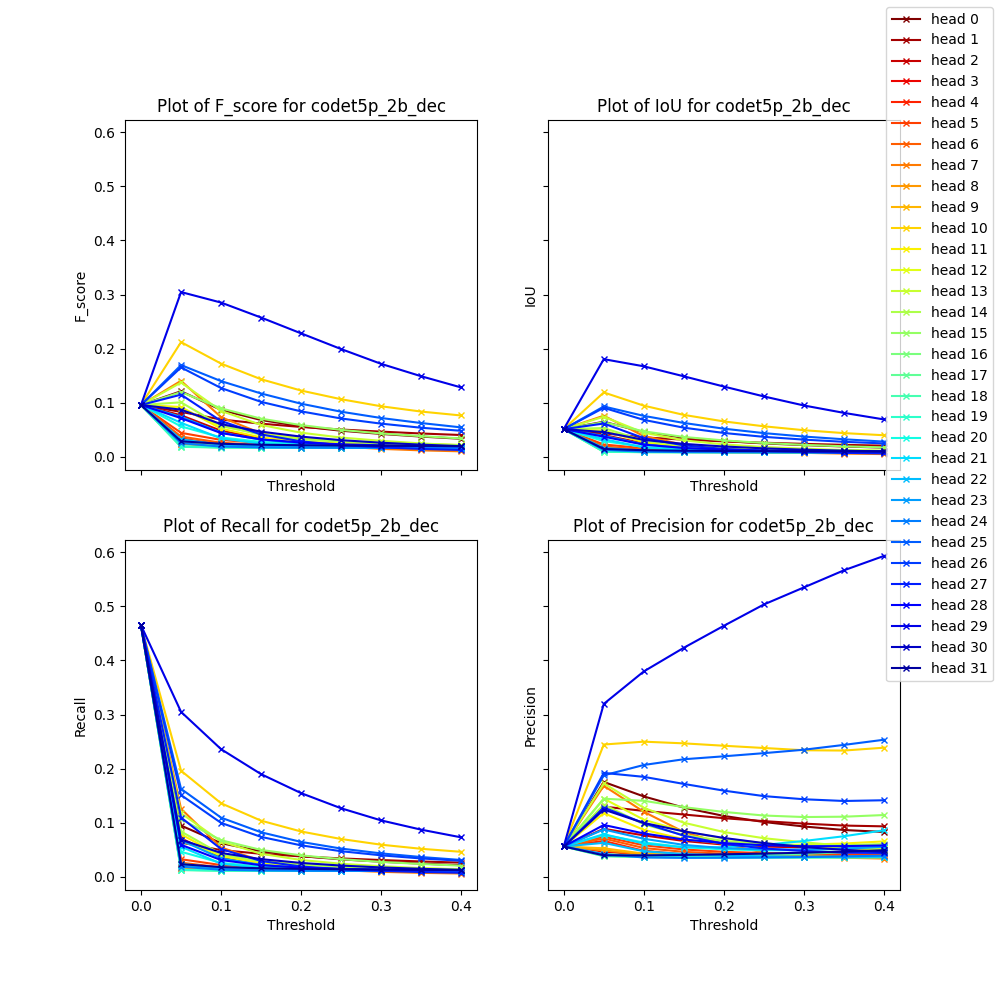 Plot of F_score for codet5p_2b_dec
0.6
0.5
0.4
0.3
0.2
0.1
0.0
F_score
Threshold
Plot of IoU for codet5p_2b_dec
IoU
Threshold
Plot of Recall for codet5p_2b_dec
0.6
0.5
0.4
0.3
0.2
0.1
0.0
Recall
0.0 0.1 0.2 0.3 0.4
Threshold
Plot of Precision for codet5p_2b_dec
Precision
0.0 0.1 0.2 0.3 0.4
Threshold
head 0
head 1
head 2
head 3
head 4
head 5
head 6
head 7
head 8
head 9
head 10
head 11
head 12
head 13
head 14
head 15
head 16
head 17
head 18
head 19
head 20
head 21
head 22
head 23
head 24
head 25
head 26
head 27
head 28
head 29
head 30
head 31